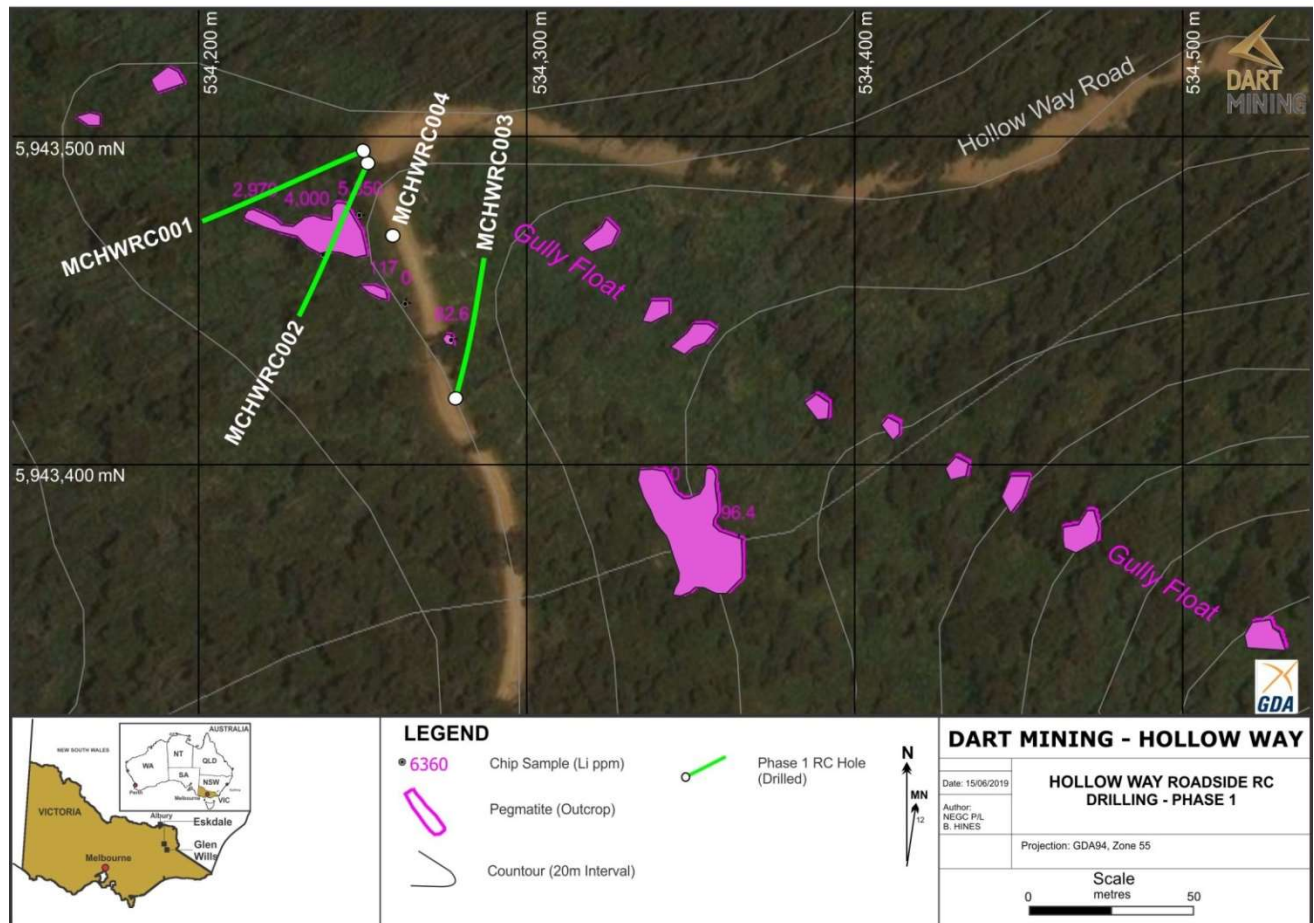 534,200 m
534,300 m
534,400 m
534,500 m
DART
MINING
Hollow Way Road
5,943,500 mN
5,943,400 mN
MCHWRC001
MCHWRC002
MCHWRC004
MCHWRC003
4,000
Gully Float
96.4
Gully Float
GDA
NEW SOUTH WALES
VICTORIA
Albury
Eskdale
Glen
Wills
Melbourne
AUSTRALIA
WA
NT
QLD
SA
NSW
VIC
Perth
Melbourne
LEGEND
6360
Chip Sample (Li ppm)
Pegmatite (Outcrop)
Countour (20m Interval)
Phase 1 RC Hole
(Drilled)
N
MN
12
DART MINING - HOLLOW WAY
Date: 15/06/2019
Author:
NEGC P/L
B. HINES
HOLLOW WAY ROADSIDE RC
DRILLING - PHASE 1
Projection: GDA94, Zone 55
Scale
metres
0
50